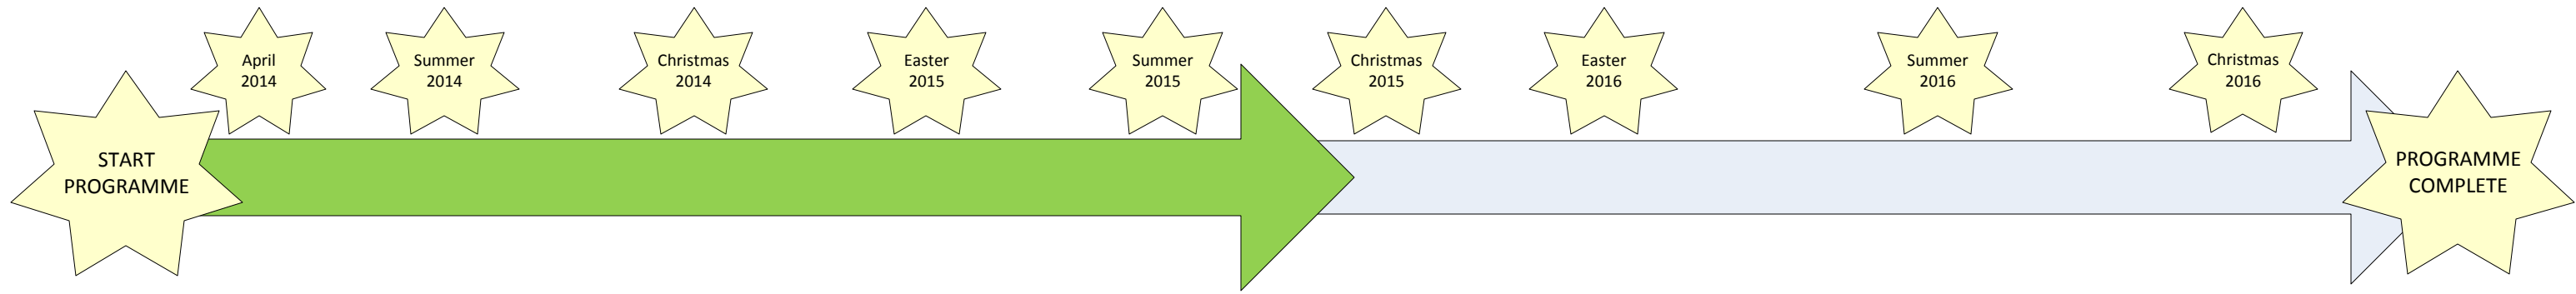 START
PROGRAMME
April
2014
Summer
2014
Christmas
2014
Easter
2015
Summer
2015
Christmas
2015
Easter
2016
Summer
2016
Christmas
2016
PROGRAMME
COMPLETE